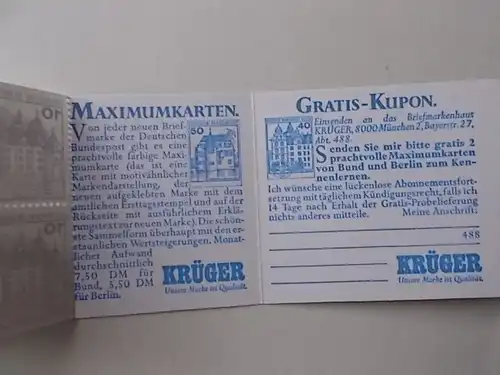 MAXIMUMKARTEN.
Von jeder neuen Brief-
marke der Deutschen
Bundespost gibt es eine
prachtvolle farbige Maxi-
mumkarte (das ist eine
Karte mit motivähnlicher
Markendarstellung, der
neuen aufgeklebten Marke mit dem
amtlichen Ersttagsstempel und auf der
Rückseite mit ausführlichem Erklä-
rungstext zur neuen Marke). Die schön-
ste Sammelform überhaupt mit den er-
staunlichen Wertsteigerungen. Monat-
licher Aufwand
durchschnittlich
7,50 DM für
Bund, 5,50 DM
für Berlin.
50
KRÜGER
Unsere Marke ist Qualität.
GRATIS-KUPON.
Einsenden an das Briefmarkenhaus
KRÜGER, 8000 München 2, Bayerstr. 27,
Abt. 488.
Senden Sie mir bitte gratis 2
prachtvolle Maximumkarten
von Bund und Berlin zum Ken-
nenlernen.
40
Ich wünsche eine lückenlose Abonnementsfort-
setzung mit täglichem Kündigungsrecht, falls ich
14 Tage nach Erhalt der Gratis-Probelieferung
nichts anderes mitteile. Meine Anschrift:
488
KRÜGER
Unsere Marke ist Qualität.
40
40